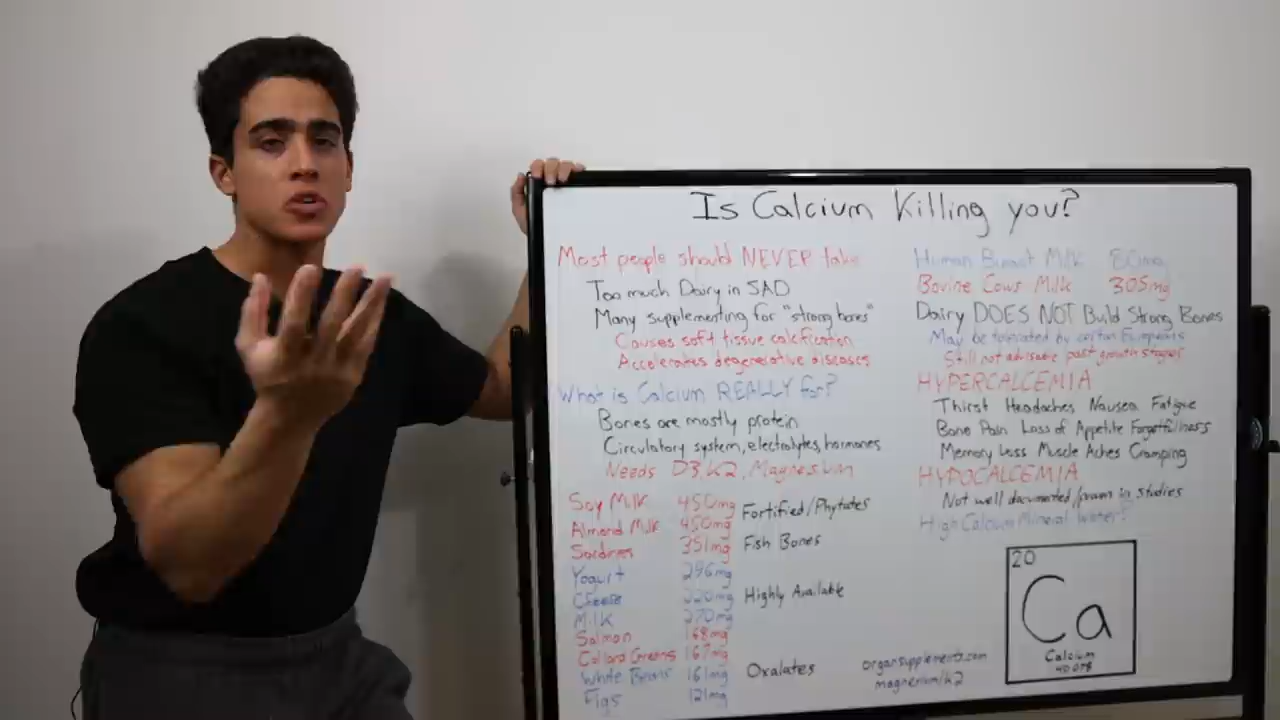 Is Calcium Killing you?
Most people should NEVER take
Too much Dairy in SAD
Many supplementing for "strong bones"
Causes soft tissue calcification
Accelerates degenerative diseases
What is Calcium REALLY for?
Bones are mostly protein
Circulatory system, electrolytes, hormones
Needs D3, K2, Magnesium
Soy Milk 450mg Fortified/Phytates
Almond Milk 450mg
Sardines 351mg Fish Bones
Yogurt 296mg
Cheese 220mg Highly Available
Milk 270mg
Salmon 168mg
Collard Greens 167mg
White Beans 161mg Oxalates
Figs 121mg
Human Breast Milk 80mg
Bovine Cows Milk 305mg
Dairy DOES NOT Build Strong Bones
May be tolerated by certain Europeans
Still not advisable past growth stages
HYPERCALCEMIA
Thirst Headaches Nausea Fatigue
Bone Pain Loss of Appetite Forgetfulness
Memory Loss Muscle Aches Cramping
HYPOCALCEMIA
Not well documented/proven in studies
High Calcium Mineral Water?
20
Ca
Calcium
40.078
organsupplements.com
magnesium/k2